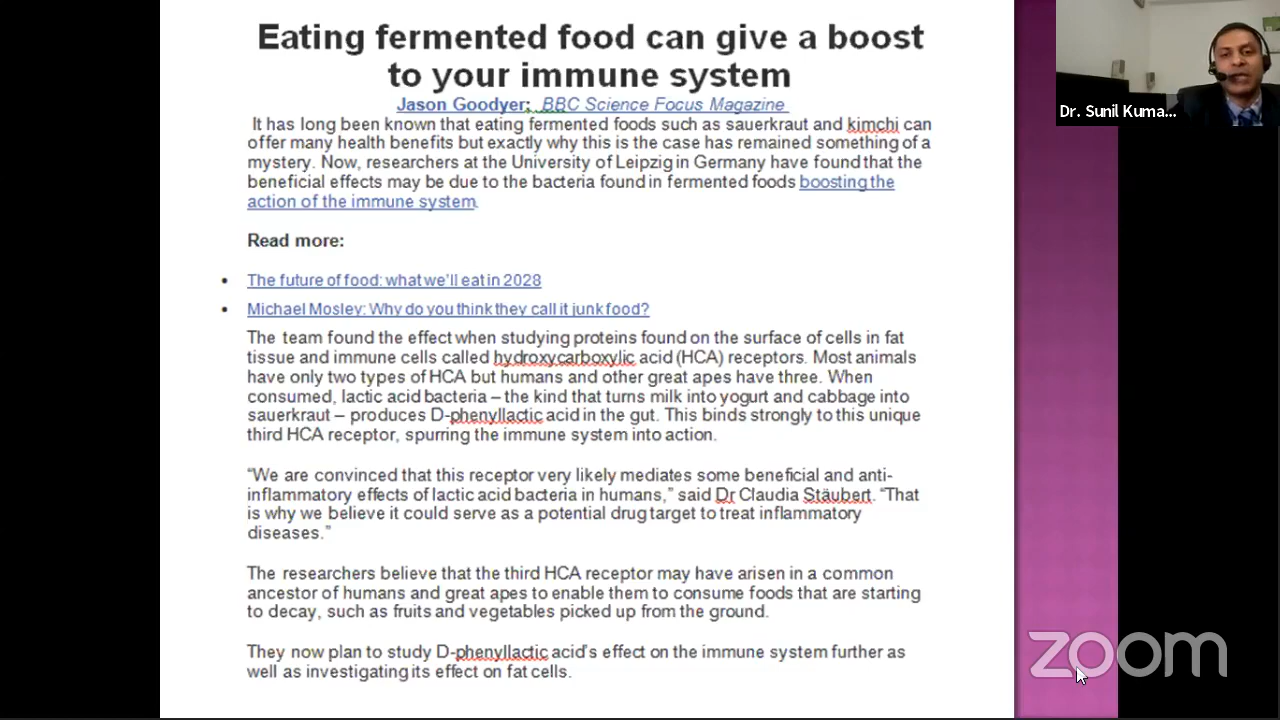 Eating fermented food can give a boost
to your immune system
Jason Goodyer: BBC Science Focus Magazine
It has long been known that eating fermented foods such as sauerkraut and kimchi can
offer many health benefits but exactly why this is the case has remained something of a
mystery. Now, researchers at the University of Leipzig in Germany have found that the
beneficial effects may be due to the bacteria found in fermented foods boosting the
action of the immune system.
Read more:
• The future of food: what we'll eat in 2028
• Michael Mosley: Why do you think they call it junk food?
The team found the effect when studying proteins found on the surface of cells in fat
tissue and immune cells called hydroxycarboxylic acid (HCA) receptors. Most animals
have only two types of HCA but humans and other great apes have three. When
consumed, lactic acid bacteria – the kind that turns milk into yogurt and cabbage into
sauerkraut – produces D-phenyllactic acid in the gut. This binds strongly to this unique
third HCA receptor, spurring the immune system into action.
“We are convinced that this receptor very likely mediates some beneficial and anti-
inflammatory effects of lactic acid bacteria in humans,” said Dr Claudia Stäubert. “That
is why we believe it could serve as a potential drug target to treat inflammatory
diseases.”
The researchers believe that the third HCA receptor may have arisen in a common
ancestor of humans and great apes to enable them to consume foods that are starting
to decay, such as fruits and vegetables picked up from the ground.
They now plan to study D-phenyllactic acid's effect on the immune system further as
well as investigating its effect on fat cells.
Dr. Sunil Kuma...
zoom